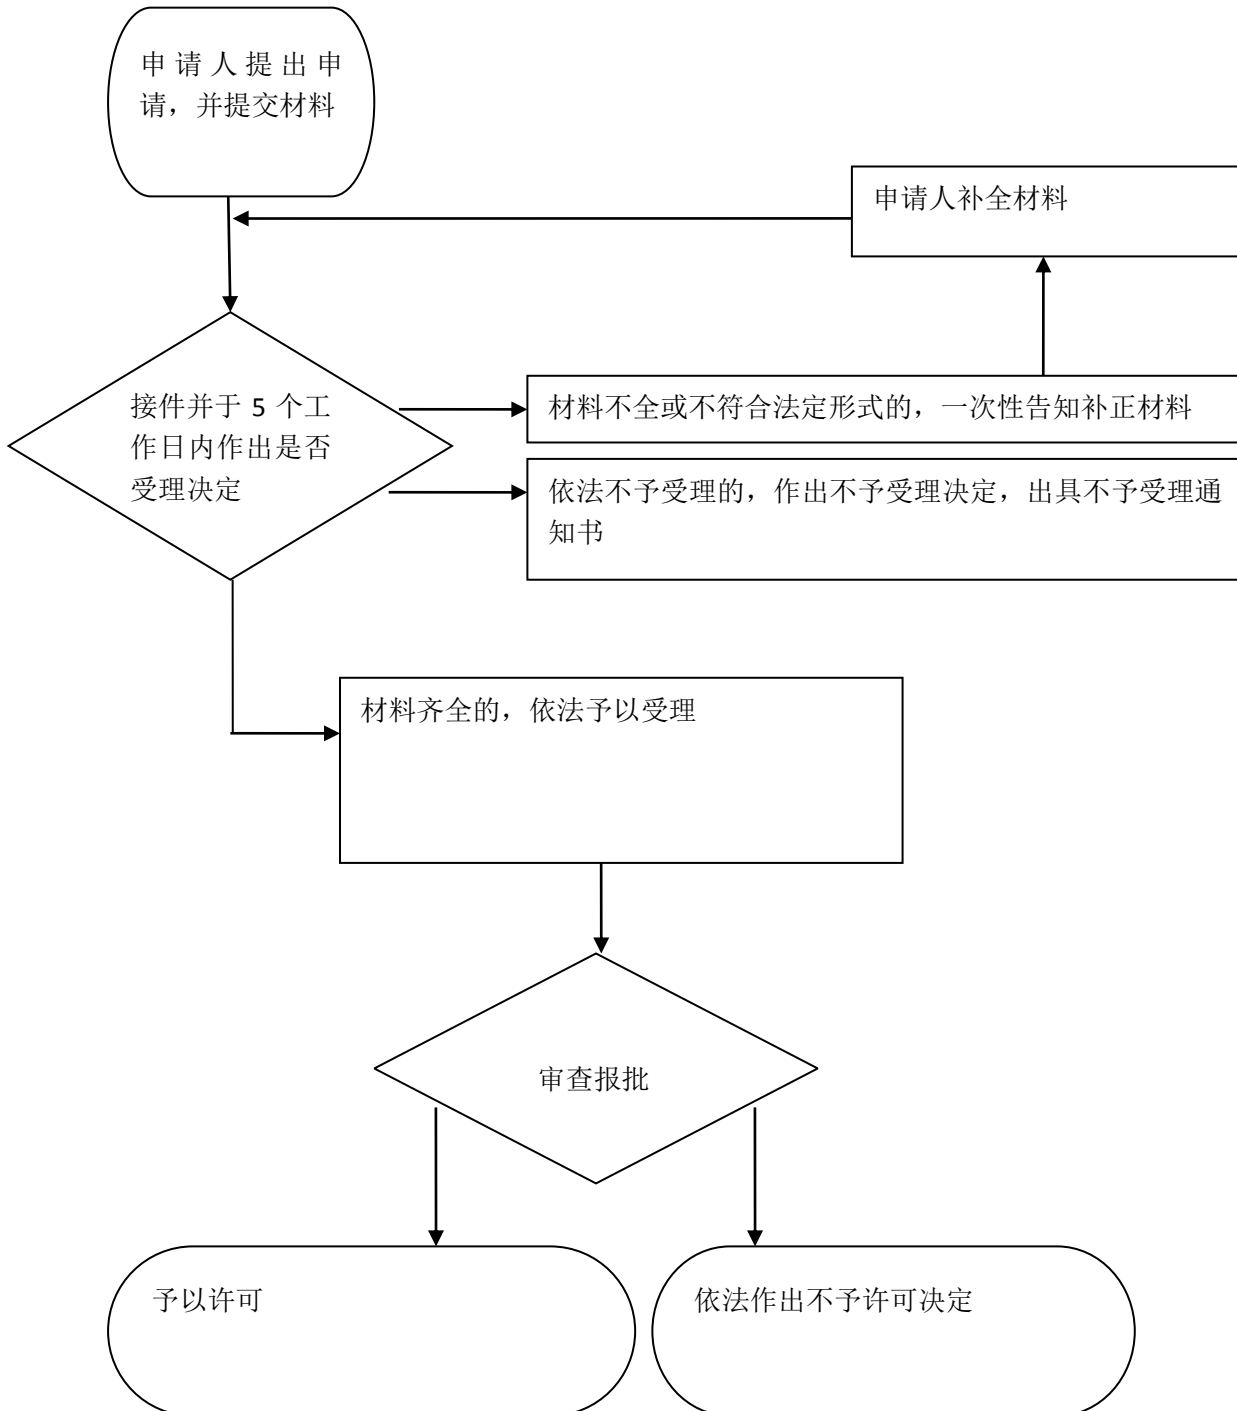 申请人提出申
请，并提交材料
申请人补全材料
接件并于 5 个工
作日内作出是否
受理决定
材料不全或不符合法定形式的，一次性告知补正材料
依法不予受理的，作出不予受理决定，出具不予受理通
知书
材料齐全的，依法予以受理
审查报批
予以许可
依法作出不予许可决定